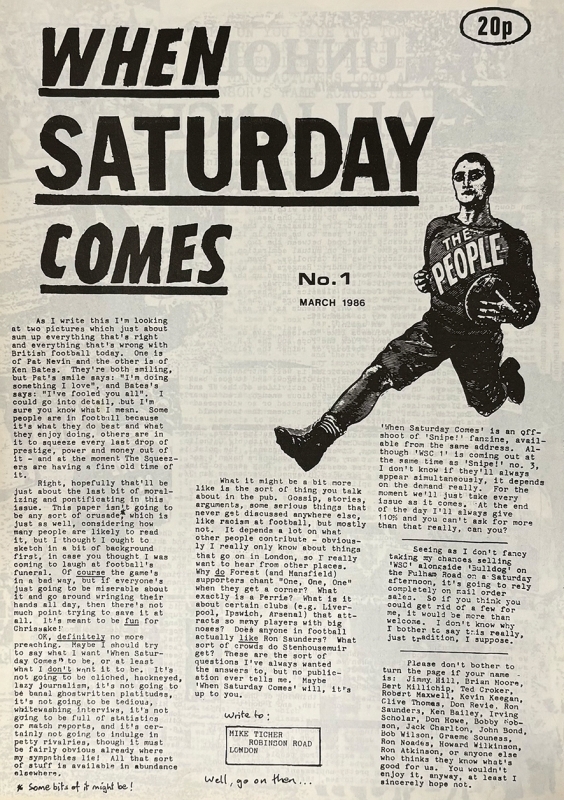 20p
WHEN
SATURDAY
COMES
THE
PEOPLE
No.1
MARCH 1986
As I write this I'm looking
at two pictures which just about
sum up everything that's right
and everything that's wrong with
British football today. One is
of Pat Nevin and the other is of
Ken Bates. They're both smiling,
but Pat's smile says: "I'm doing
something I love", and Bates's
says: "I've fooled you all". I
could go into detail, but I'm
sure you know what I mean. Some
people are in football because
it's what they do best and what
they enjoy doing, others are in
it to squeeze every last drop of
prestige, power and money out of
it - and at the moment The Squeez-
ers are having a fine old time of
it.
Right, hopefully that'll be
just about the last bit of moral-
izing and pontificating in this
issue. This paper isn't going to
be any sort of crusade which is
just as well, considering how
many people are likely to read
it, but I thought I ought to
sketch in a bit of background
first, in case you thought I was
coming to laugh at football's
funeral. Of course the game's
in a bad way, but if everyone's
just going to be miserable about
it and go around wringing their
hands all day, then there's not
much point trying to save it at
all. It's meant to be fun for
Chrissake!
OK, definitely no more
preaching. Maybe I should try
to say what I want 'When Satur-
day Comes' to be, or at least
what I don't want it to be. It's
not going to be cliched, hackneyed,
lazy journalism, it's not going to
be banal ghostwritten platitudes,
it's not going to be tedious,
whitewashing interviews, it's not
going to be full of statistics
or match reports, and it's cer-
tainly not going to indulge in
petty rivalries, though it must
be fairly obvious already where
my sympathies lie! All that sort
of stuff is available in abundance
elsewhere.
* Some bits of it might be!
What it might be a bit more
like is the sort of thing you talk
about in the pub. Gossip, stories,
arguments, some serious things that
never get discussed anywhere else,
like racism at football, but mostly
not. It depends a lot on what
other people contribute - obvious-
ly I really only know about things
that go on in London, so I really
want to hear from other places.
Why do Forest (and Mansfield)
supporters chant "One, One, One"
when they get a corner? What
exactly is a Perrie? What is it
about certain clubs (e.g. Liver-
pool, Ipswich, Arsenal) that att-
racts so many players with big
noses? Does anyone in football
actually like Ron Saunders? What
sort of crowds do Stenhousemuir
get? These are the sort of
questions I've always wanted
the answers to, but no public-
ation ever tells me. Maybe
'When Saturday Comes' will, it's
up to you.
Write to:
MIKE TICHER
ROBINSON ROAD
LONDON
Well, go on then...
'When Saturday Comes' is an off-
shoot of 'Snipe!' fanzine, avail-
able from the same address. Al-
though 'WSC 1' is coming out at
the same time as 'Snipe!' no. 3,
I don't know if they'll always
appear simultaneously, it depends
on the demand really. For the
moment we'll just take every
issue as it comes. 'At the end
of the day I'll always give
110% and you can't ask for more
than that really, can you?'
Seeing as I don't fancy
taking my chances selling
'WSC' alongside 'Bulldog' on
the Fulham Road on a Saturday
afternoon, it's going to rely
completely on mail order
sales. So if you think you
could get rid of a few for
me, it would be more than
welcome. I don't know why
I bother to say this really,
just tradition, I suppose.
Please don't bother to
turn the page if your name
is: Jimmy Hill, Brian Moore,
Bert Millichip, Ted Croker,
Robert Maxwell, Kevin Keegan,
Clive Thomas, Don Revie, Ron
Saunders, Ken Bailey, Irving
Scholar, Don Howe, Bobby Rob-
son, Jack Charlton, John Bond,
Bob Wilson, Graeme Souness,
Ron Noades, Howard Wilkinson,
Ron Atkinson, or anyone else
who thinks they know what's
good for us. You wouldn't
enjoy it, anyway, at least I
sincerely hope not.